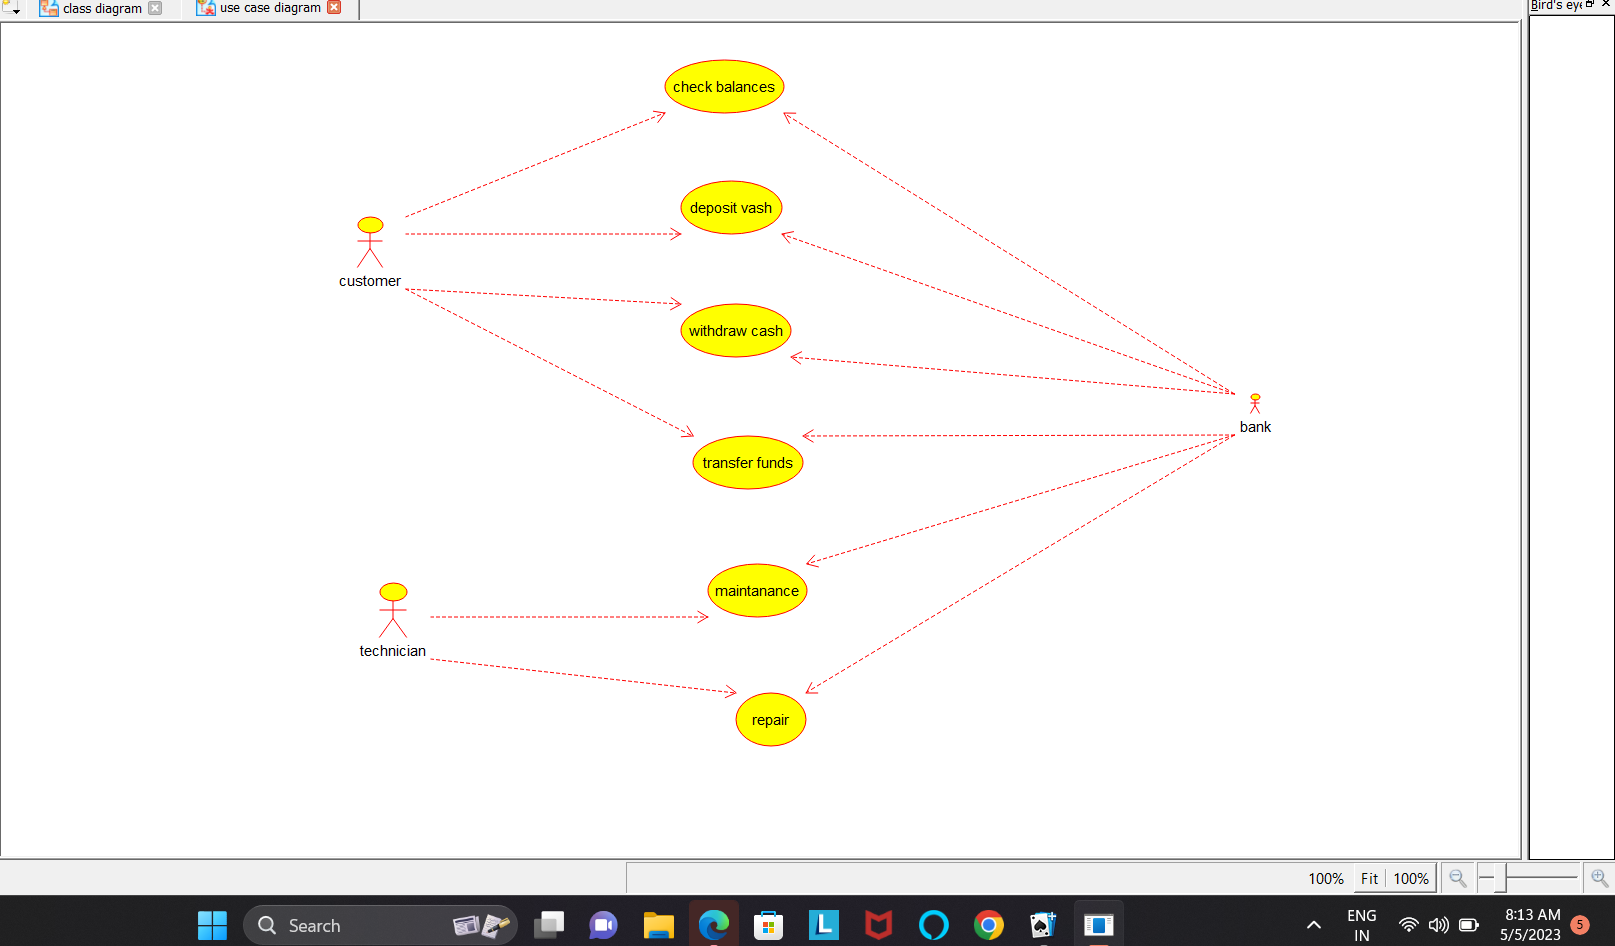 class diagram
use case diagram
Bird's eye
check balances
deposit vash
customer
withdraw cash
bank
transfer funds
maintanance
technician
repair
100%
Fit
100%
Search
L
ENG
IN
8:13 AM
5/5/2023
5